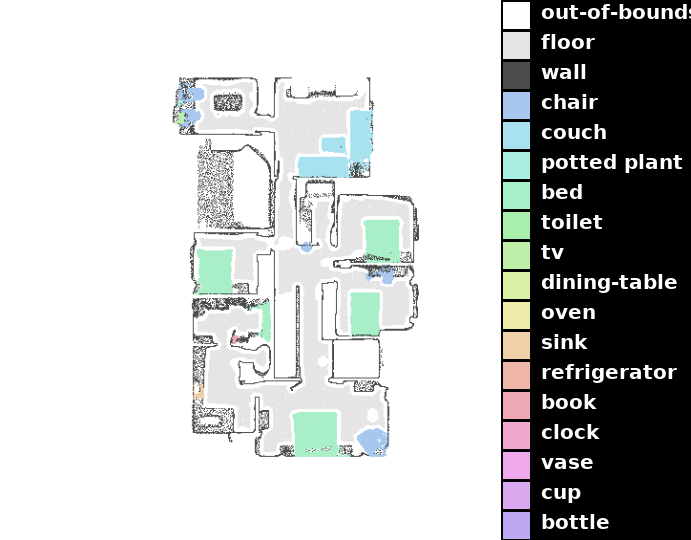 out-of-bounds
floor
wall
chair
couch
potted plant
bed
toilet
tv
dining-table
oven
sink
refrigerator
book
clock
vase
cup
bottle